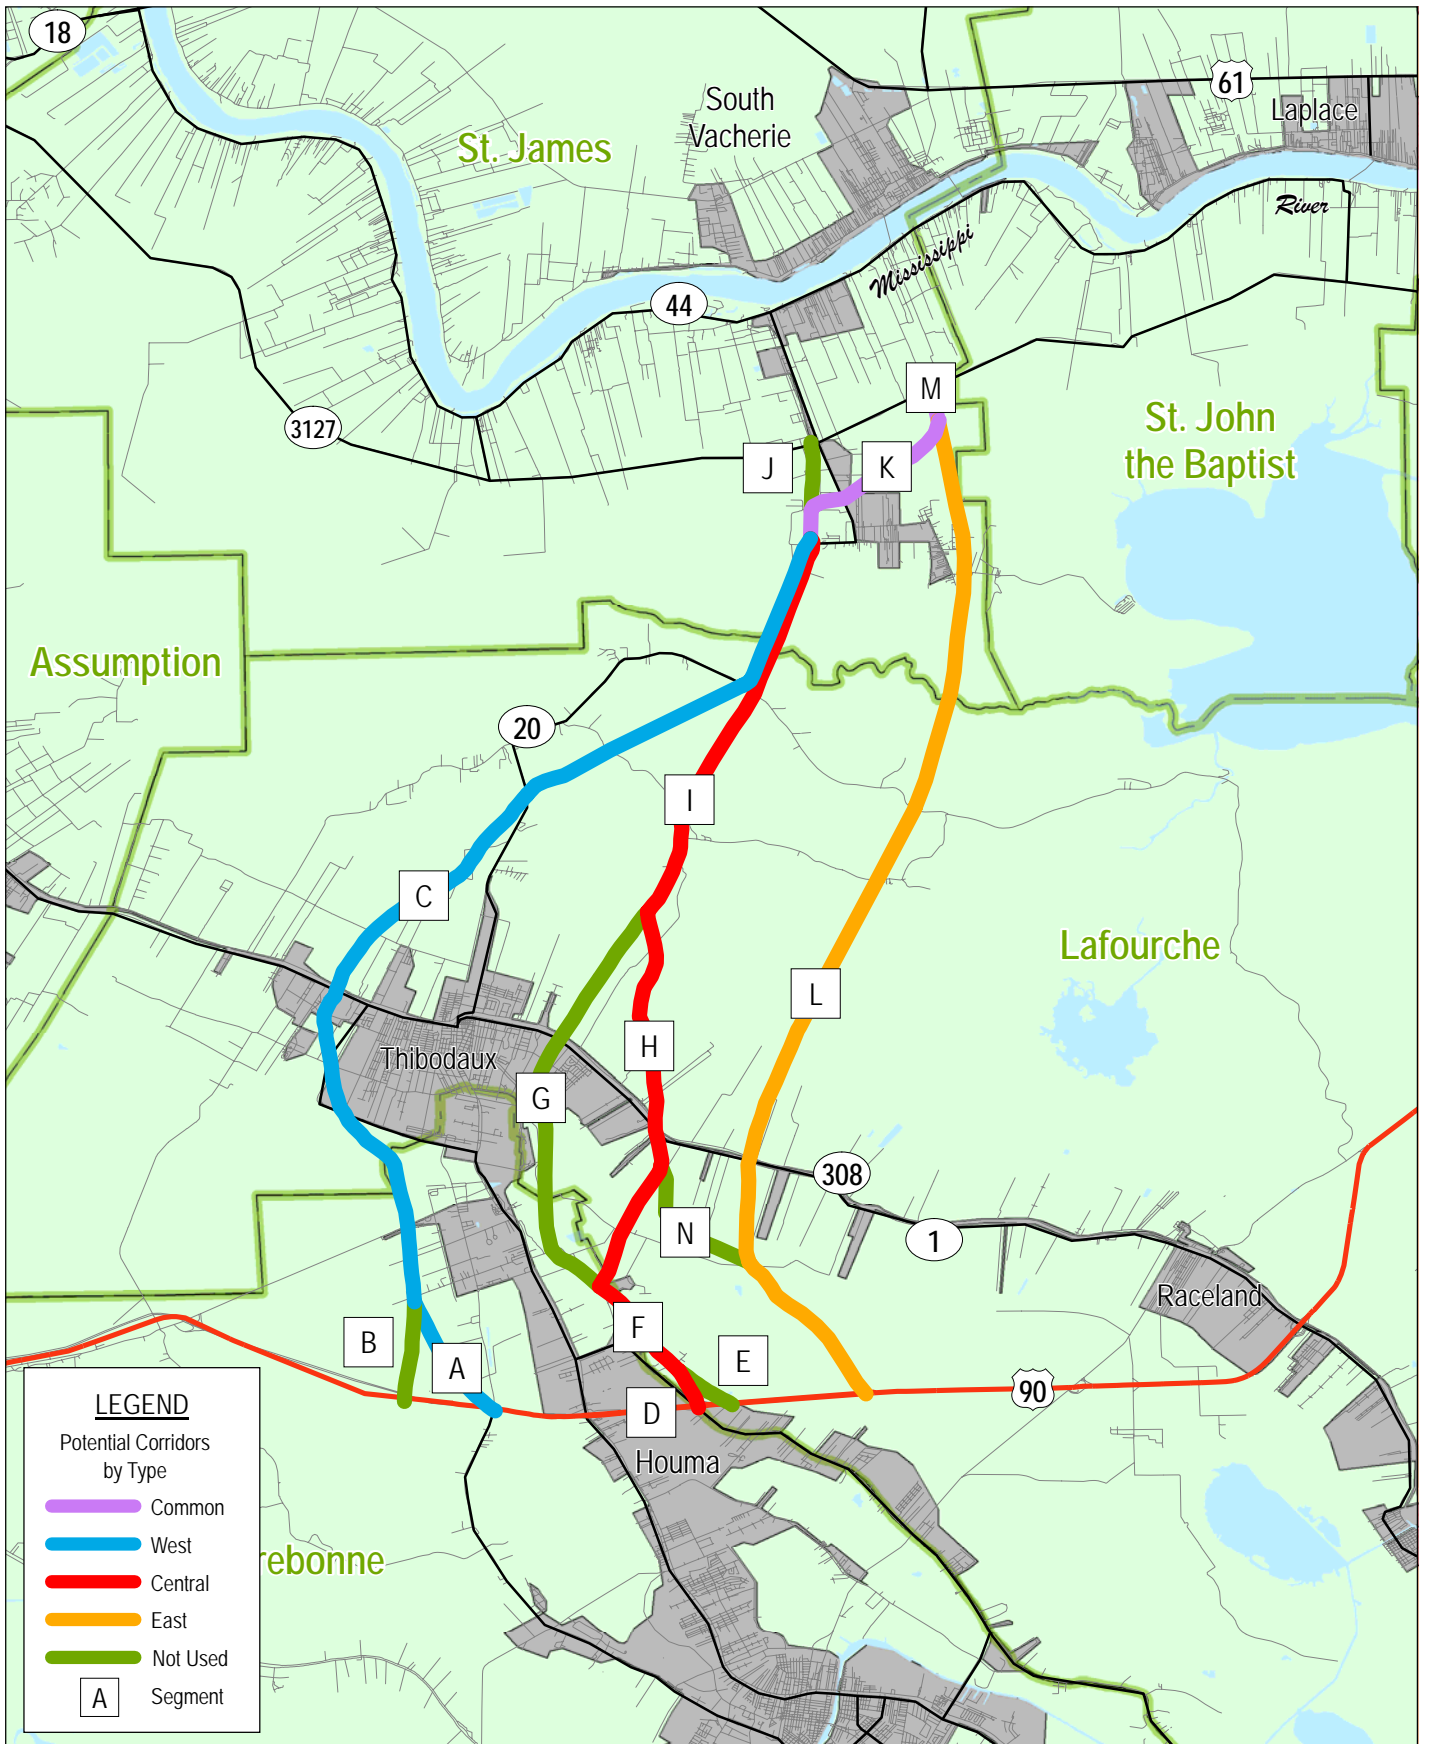 18
61
Laplace
South
Vacherie
St. James
River
Mississippi
44
M
3127
St. John
the Baptist
J
K
Assumption
20
I
C
Lafourche
L
H
Thibodaux
G
308
N
1
Raceland
F
B
E
A
90
D
Houma
LEGEND
Potential Corridors
by Type
Common
West
rebonne
Central
East
Not Used
A Segment